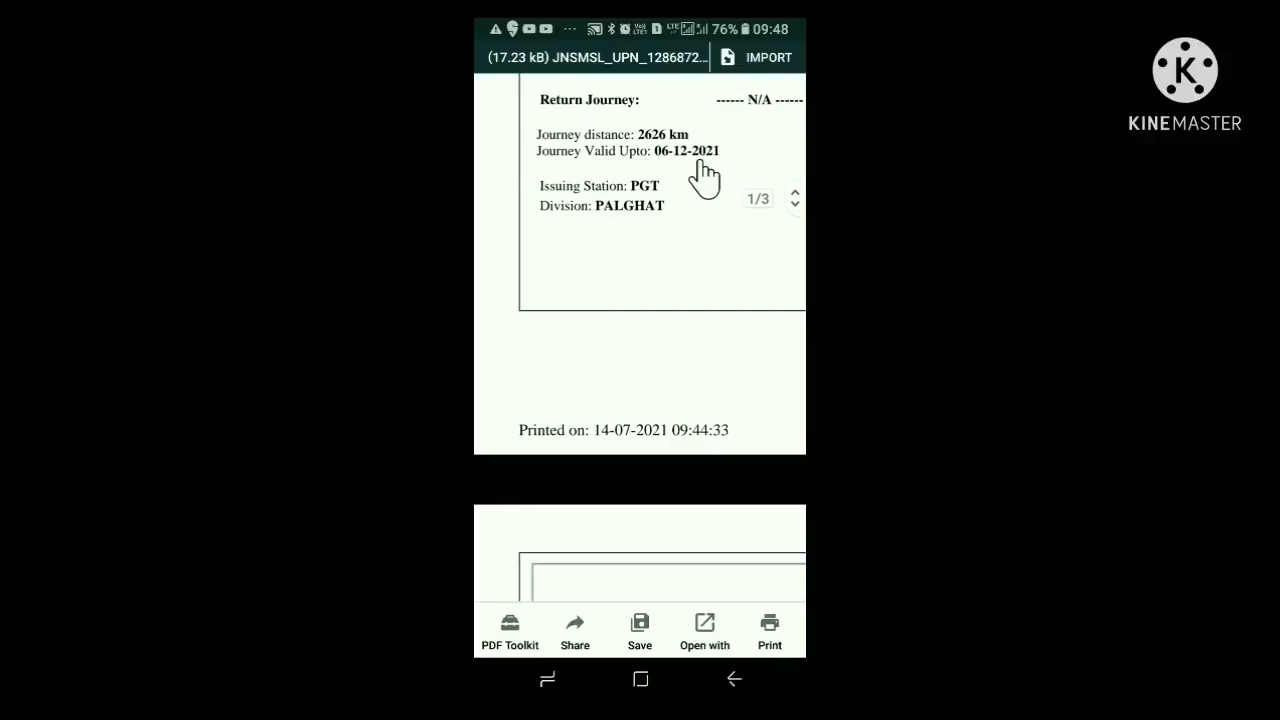 76% 09:48
(17.23 kB) JNSMSL_UPN_1286872... IMPORT
K
KINEMASTER
Return Journey: ------ N/A ------
Journey distance: 2626 km
Journey Valid Upto: 06-12-2021
Issuing Station: PGT
1/3
Division: PALGHAT
Printed on: 14-07-2021 09:44:33
PDF Toolkit Share Save Open with Print